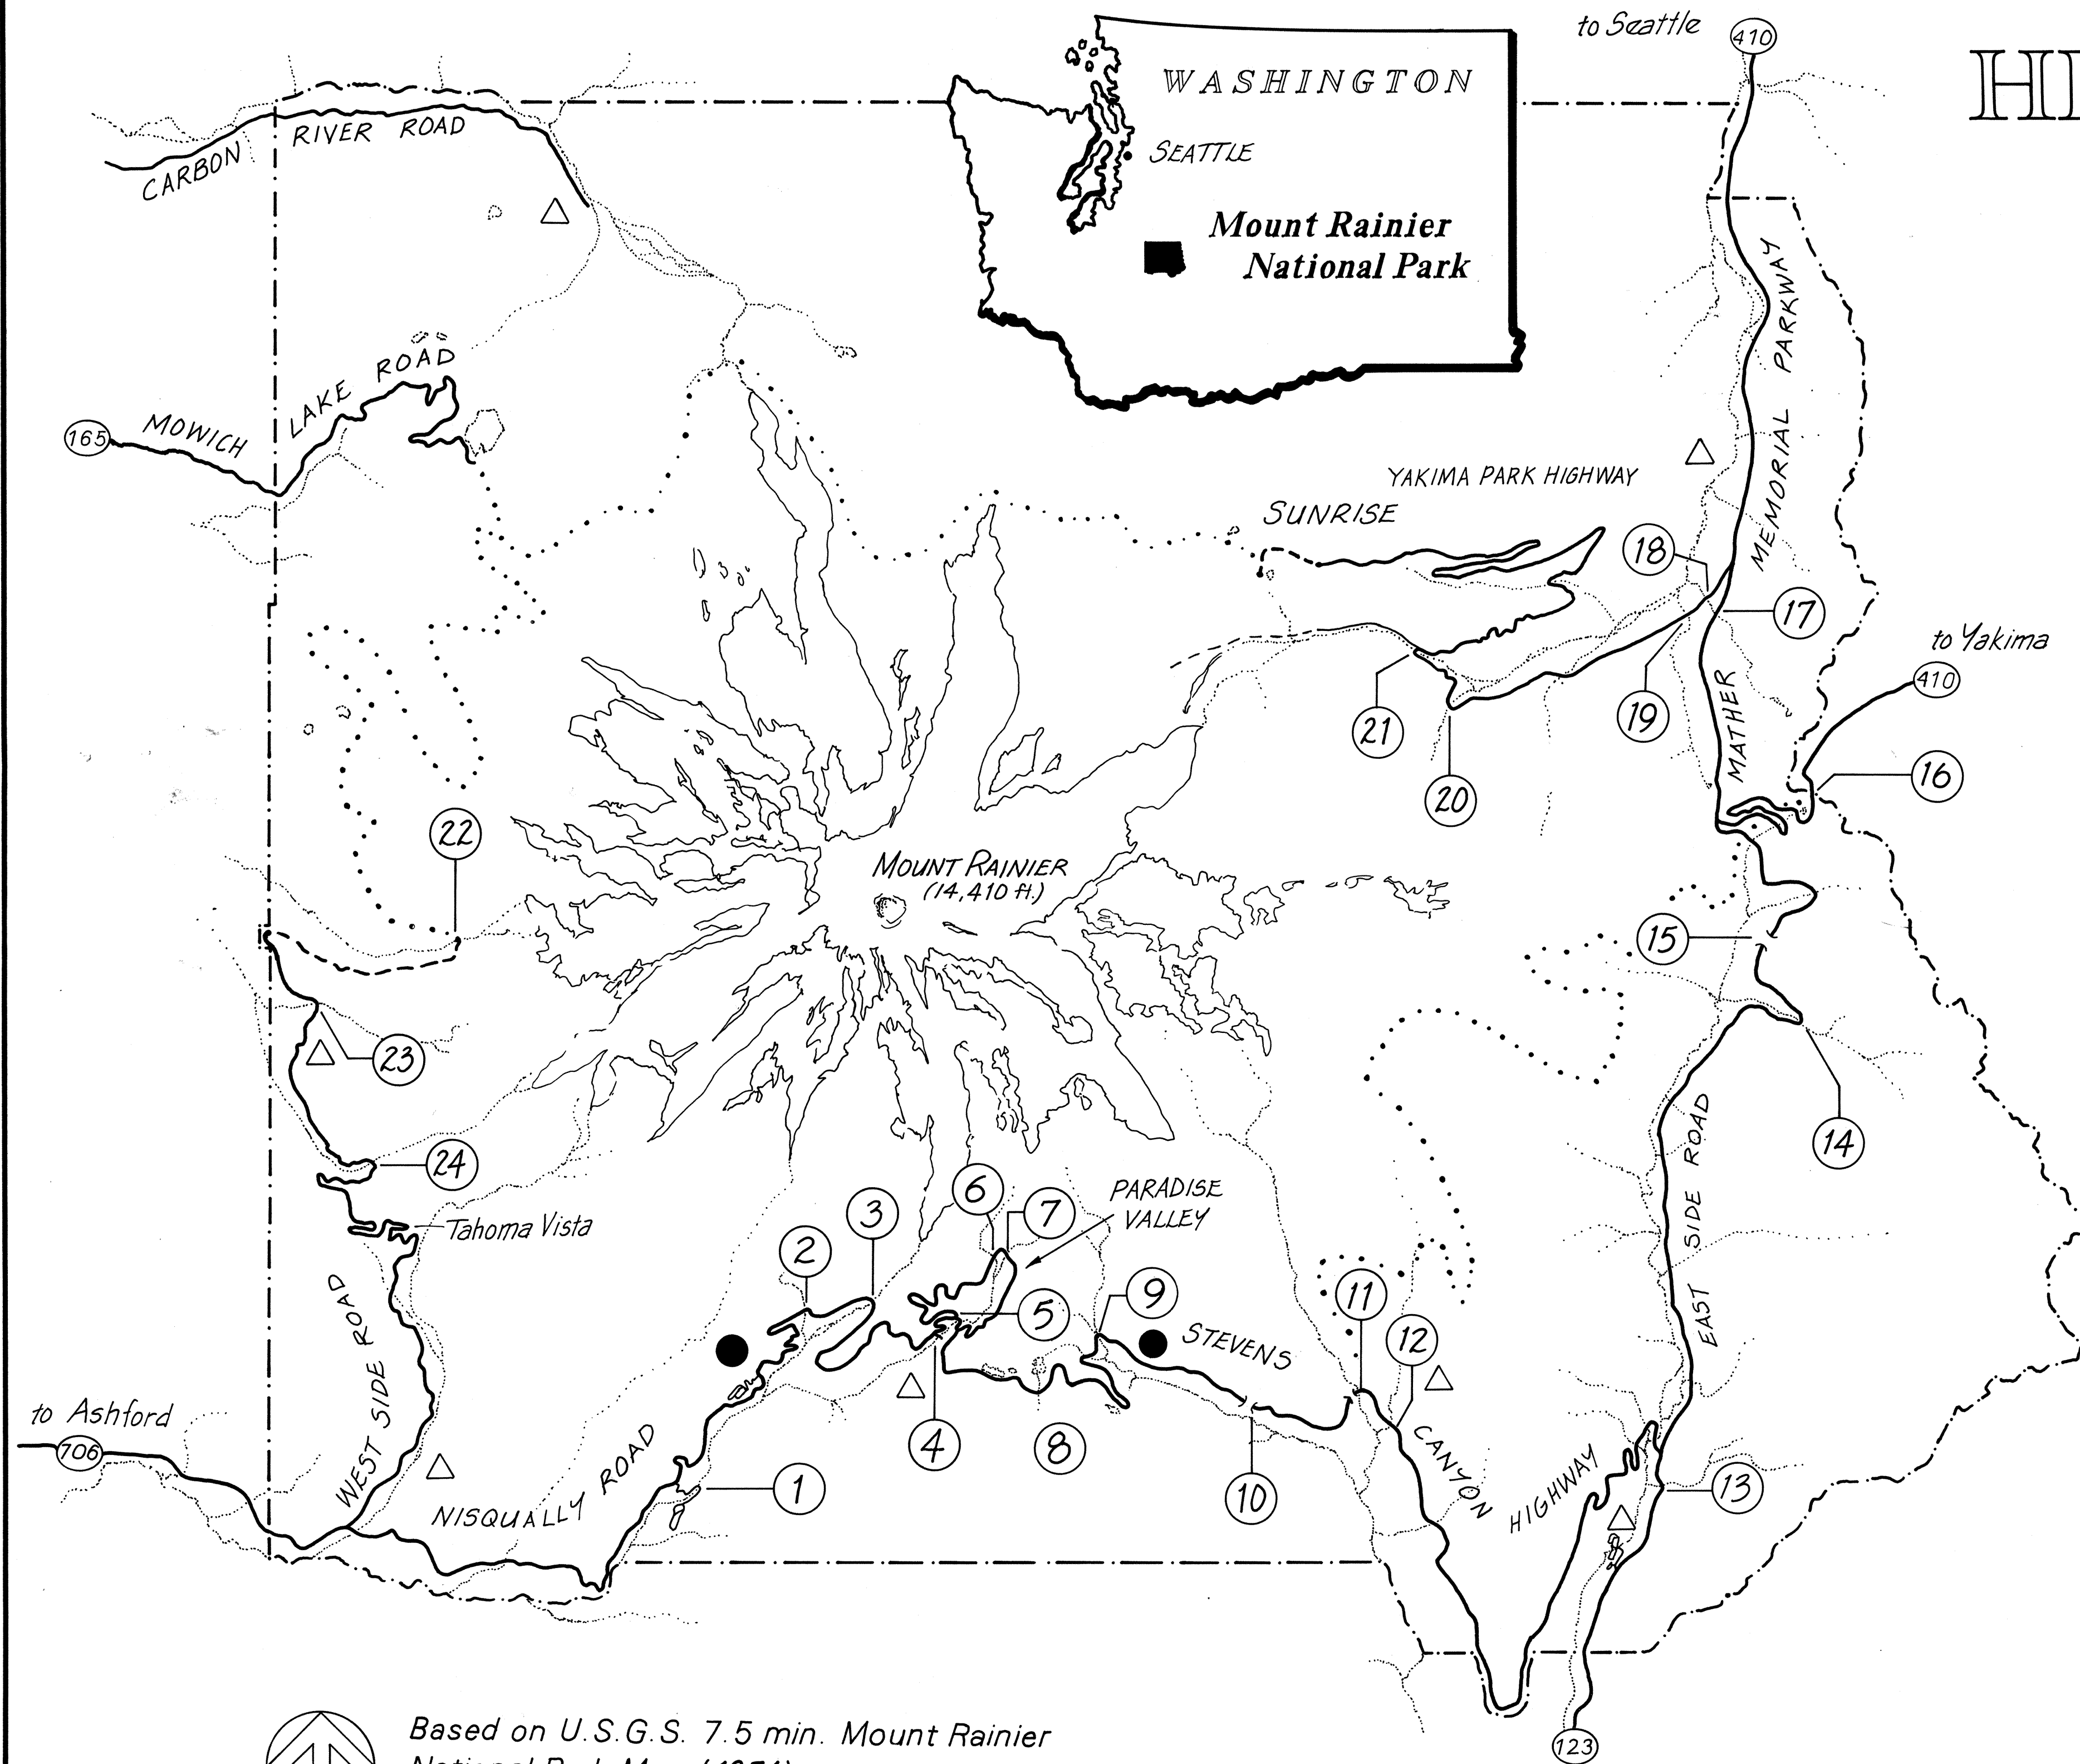 to Seattle
410
HI
WASHINGTON
SEATTLE
Mount Rainier
National Park
CARBON RIVER ROAD
165
MOWICH LAKE ROAD
MATHER MEMORIAL PARKWAY
YAKIMA PARK HIGHWAY
SUNRISE
18
17
to Yakima
410
19
21
20
16
22
MOUNT RAINIER
(14,410 ft.)
15
23
14
24
Tahoma Vista
6
7
PARADISE
VALLEY
3
2
5
9
11
12
STEVENS CANYON HIGHWAY
EAST SIDE ROAD
WEST SIDE ROAD
to Ashford
706
NISQUALLY ROAD
1
4
8
10
13
123
Based on U.S.G.S. 7.5 min. Mount Rainier